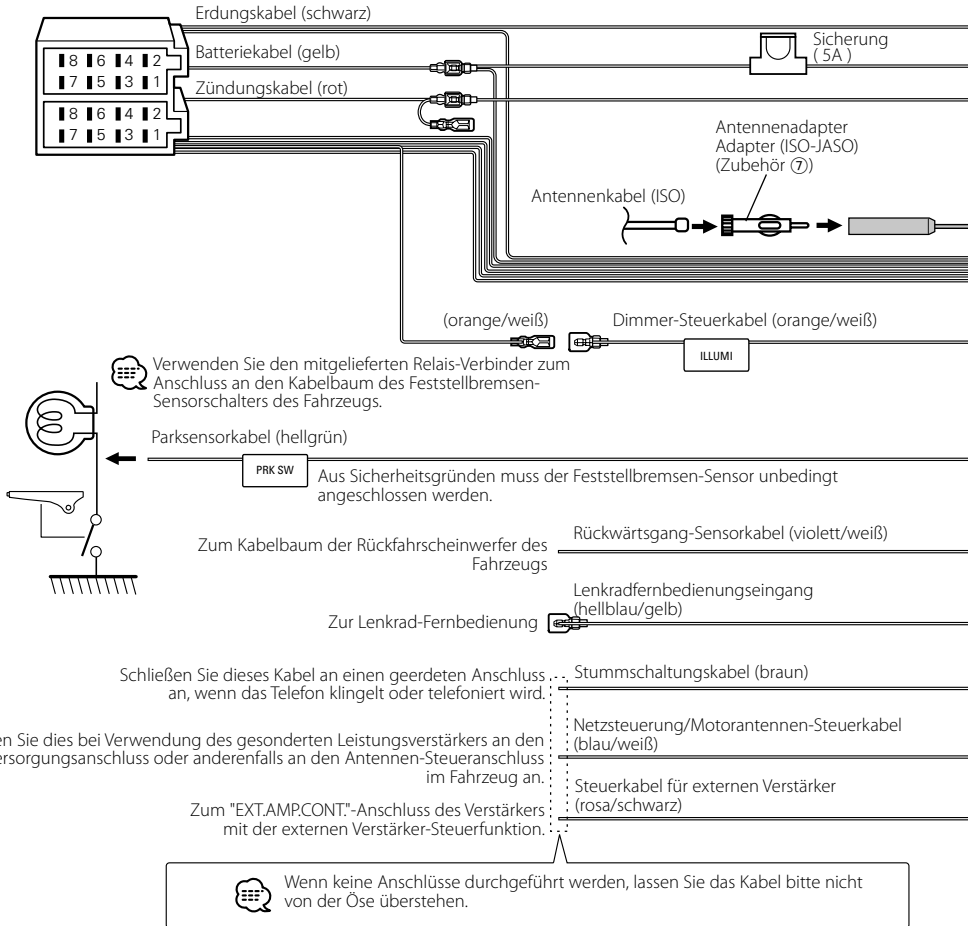 Erdungskabel (schwarz)
Batteriekabel (gelb)
Zündungskabel (rot)
8 6 4 2
7 5 3 1
8 6 4 2
7 5 3 1
Sicherung
( 5A )
Antennenadapter
Adapter (ISO-JASO)
(Zubehör ⑦)
Antennenkabel (ISO)
(orange/weiß)
Dimmer-Steuerkabel (orange/weiß)
ILLUMI
Verwenden Sie den mitgelieferten Relais-Verbinder zum
Anschluss an den Kabelbaum des Feststellbremsen-
Sensorschalters des Fahrzeugs.
Parksensorkabel (hellgrün)
PRK SW
Aus Sicherheitsgründen muss der Feststellbremsen-Sensor unbedingt
angeschlossen werden.
Zum Kabelbaum der Rückfahrscheinwerfer des
Fahrzeugs
Rückwärtsgang-Sensorkabel (violett/weiß)
Lenkradfernbedienungseingang
(hellblau/gelb)
Zur Lenkrad-Fernbedienung
Schließen Sie dieses Kabel an einen geerdeten Anschluss
an, wenn das Telefon klingelt oder telefoniert wird.
Stummschaltungskabel (braun)
en Sie dies bei Verwendung des gesonderten Leistungsverstärkers an den
ersorgungsanschluss oder anderenfalls an den Antennen-Steueranschluss
im Fahrzeug an.
Netzsteuerung/Motorantennen-Steuerkabel
(blau/weiß)
Zum "EXT.AMP.CONT."-Anschluss des Verstärkers
mit der externen Verstärker-Steuerfunktion.
Steuerkabel für externen Verstärker
(rosa/schwarz)
Wenn keine Anschlüsse durchgeführt werden, lassen Sie das Kabel bitte nicht
von der Öse überstehen.